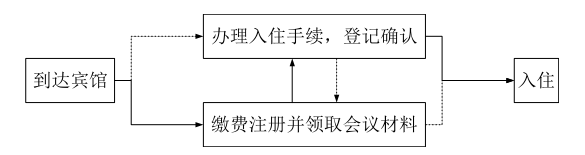 办理入住手续，登记确认
到达宾馆
入住
缴费注册并领取会议材料